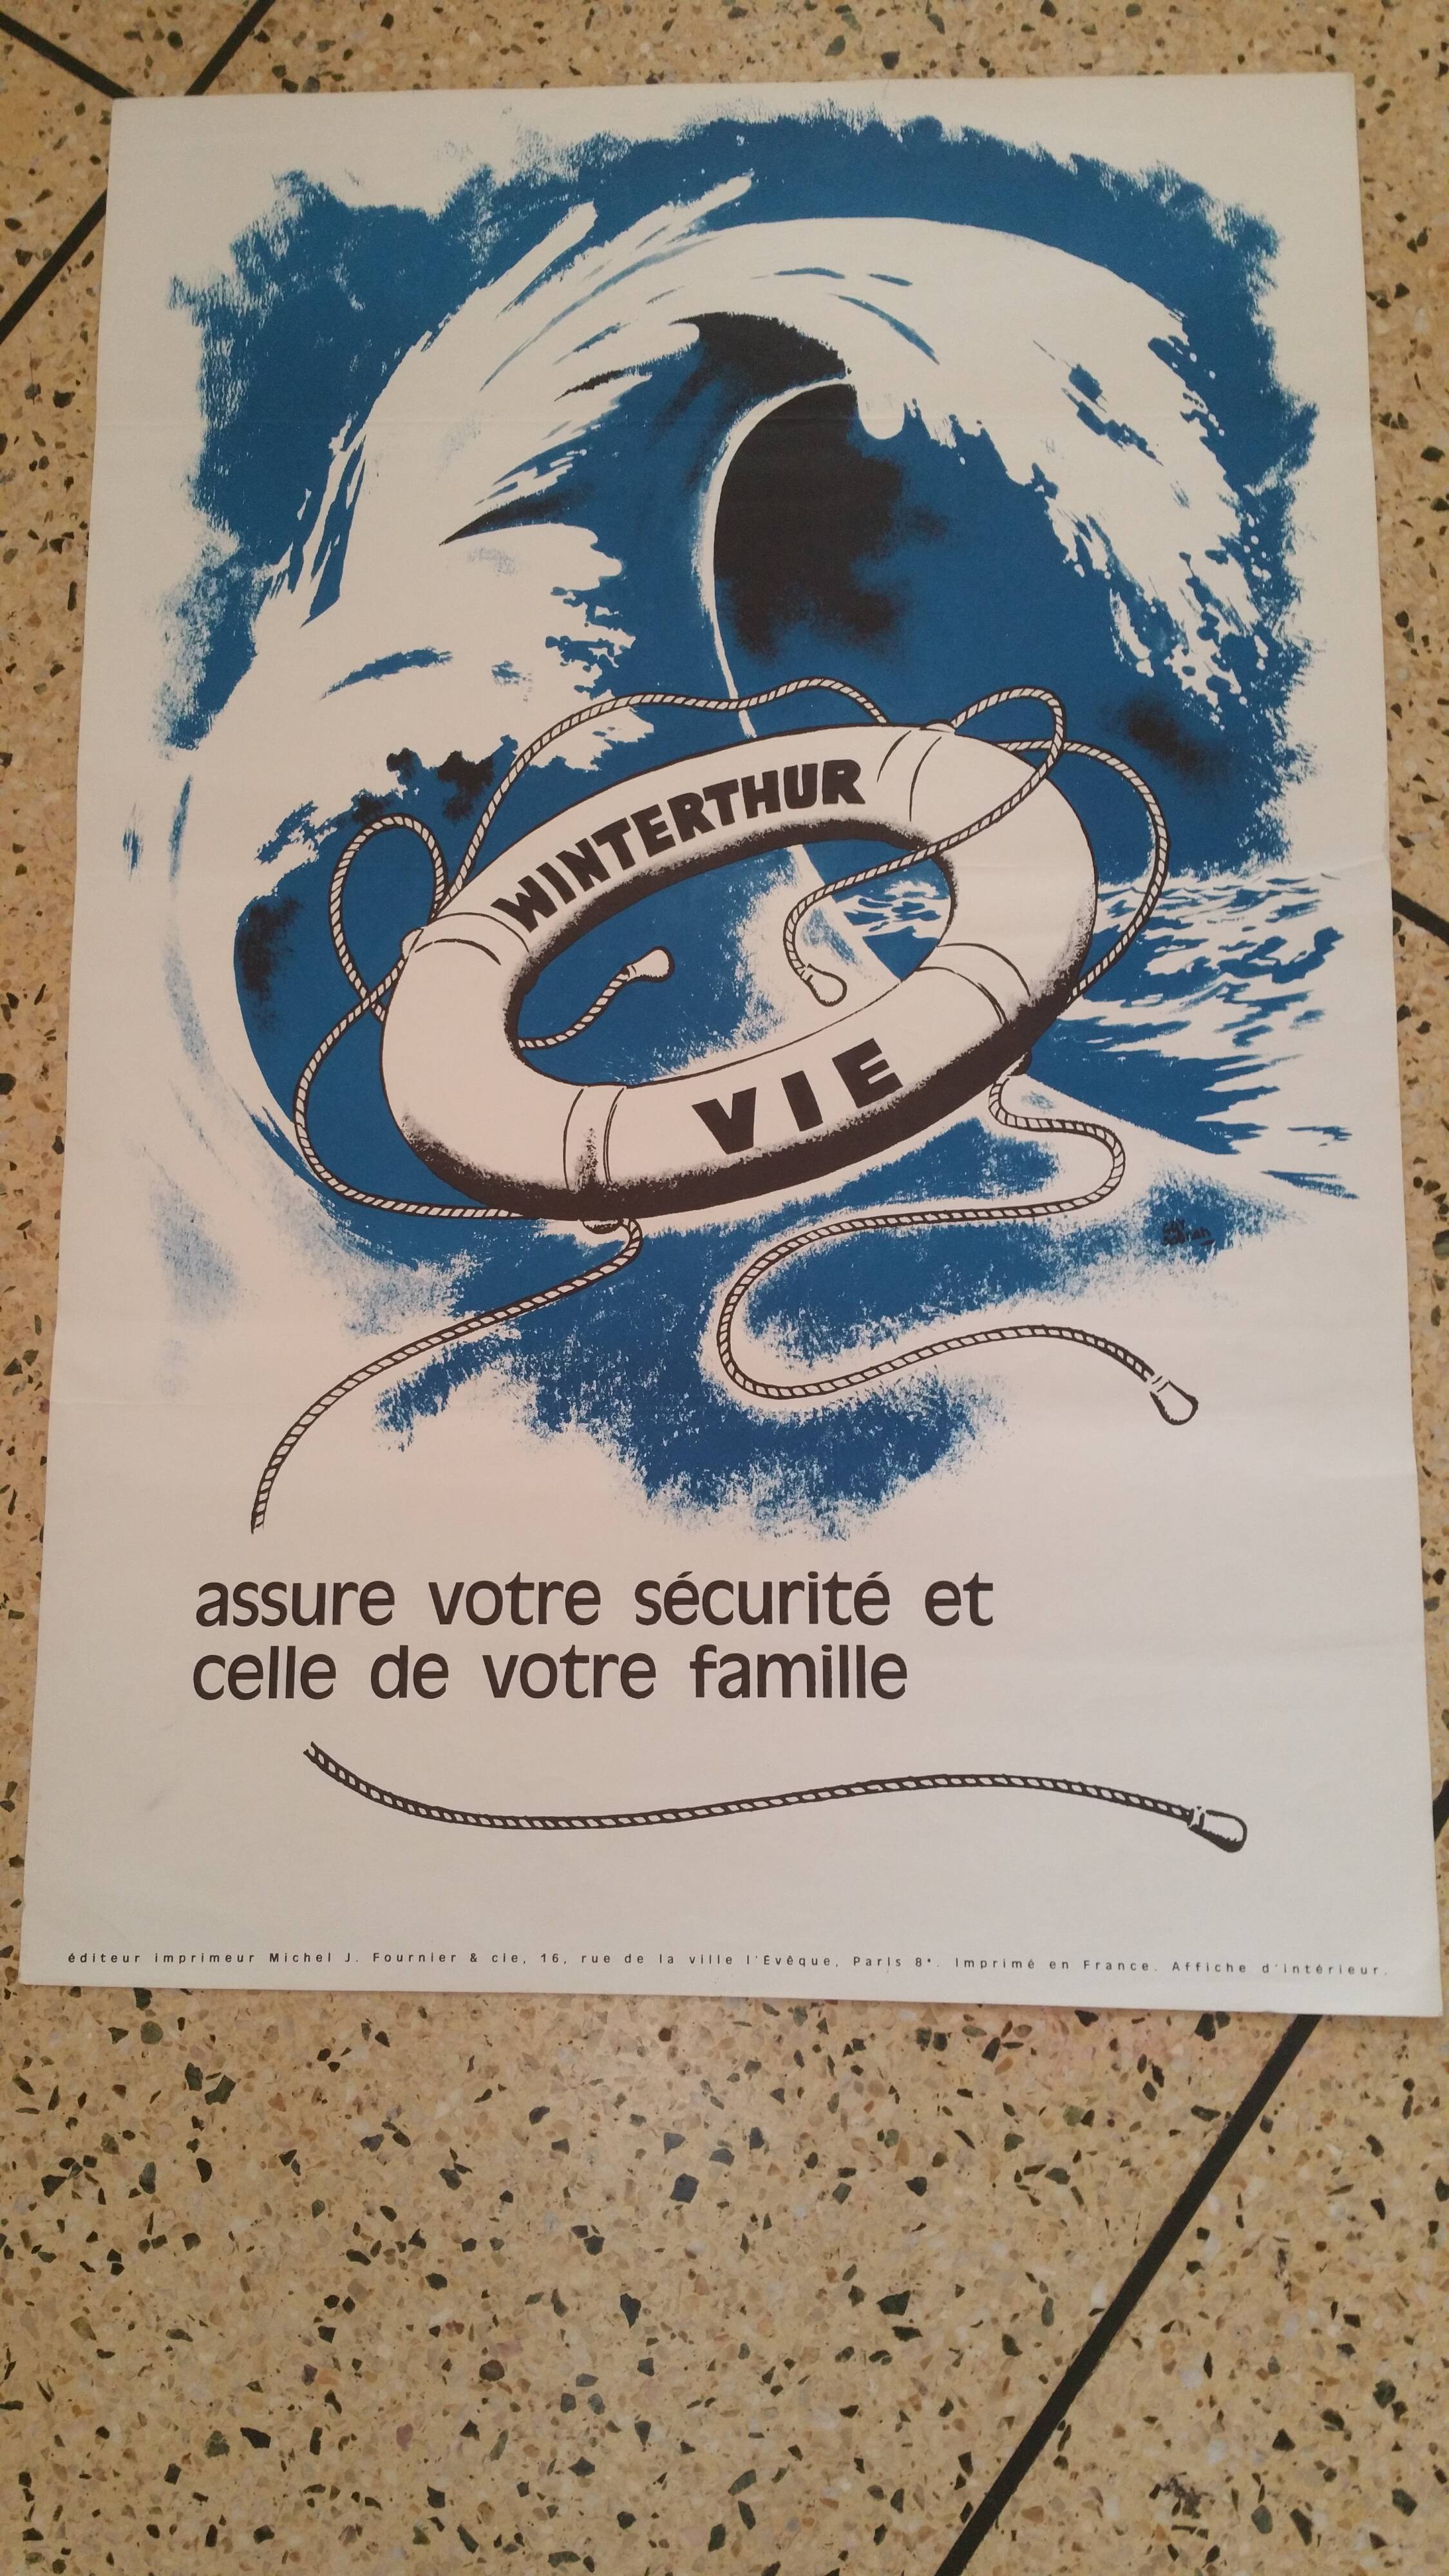 WINTERTHUR
VIE
assure votre sécurité et
celle de votre famille
éditeur imprimeur Michel J. Fournier & cie, 16, rue de la ville l'Évêque, Paris 8e. Imprimé en France. Affiche d'intérieur.